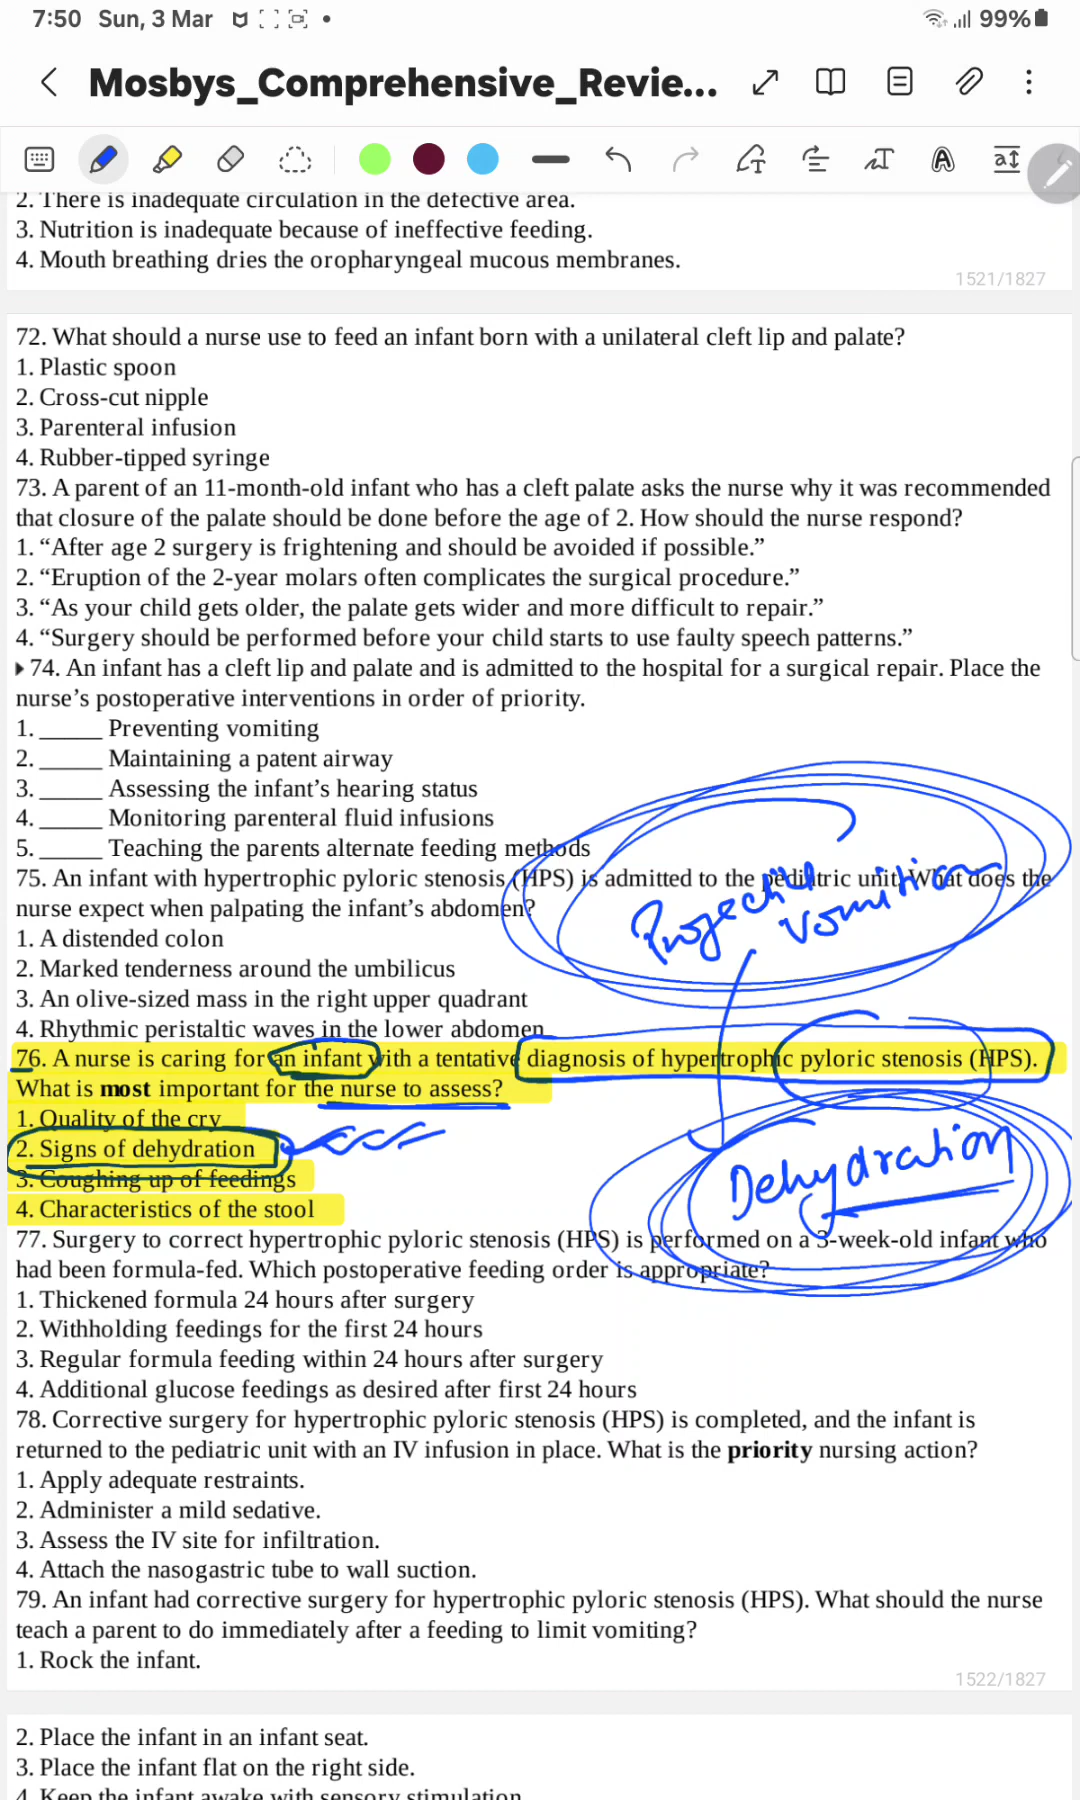 7:50 Sun, 3 Mar
99%
Mosbys_Comprehensive_Revie...
2. There is inadequate circulation in the defective area.
3. Nutrition is inadequate because of ineffective feeding.
4. Mouth breathing dries the oropharyngeal mucous membranes.
1521/1827
72. What should a nurse use to feed an infant born with a unilateral cleft lip and palate?
1. Plastic spoon
2. Cross-cut nipple
3. Parenteral infusion
4. Rubber-tipped syringe
73. A parent of an 11-month-old infant who has a cleft palate asks the nurse why it was recommended
that closure of the palate should be done before the age of 2. How should the nurse respond?
1. “After age 2 surgery is frightening and should be avoided if possible.”
2. “Eruption of the 2-year molars often complicates the surgical procedure.”
3. “As your child gets older, the palate gets wider and more difficult to repair.”
4. “Surgery should be performed before your child starts to use faulty speech patterns.”
74. An infant has a cleft lip and palate and is admitted to the hospital for a surgical repair. Place the
nurse’s postoperative interventions in order of priority.
1. _____ Preventing vomiting
2. _____ Maintaining a patent airway
3. _____ Assessing the infant’s hearing status
4. _____ Monitoring parenteral fluid infusions
5. _____ Teaching the parents alternate feeding methods
75. An infant with hypertrophic pyloric stenosis (HPS) is admitted to the pediatric unit. What does the
nurse expect when palpating the infant’s abdomen?
Projectile
vomition
1. A distended colon
2. Marked tenderness around the umbilicus
3. An olive-sized mass in the right upper quadrant
4. Rhythmic peristaltic waves in the lower abdomen
76. A nurse is caring for an infant with a tentative diagnosis of hypertrophic pyloric stenosis (HPS).
What is most important for the nurse to assess?
1. Quality of the cry
2. Signs of dehydration
Dehydration
3. Coughing up of feedings
4. Characteristics of the stool
77. Surgery to correct hypertrophic pyloric stenosis (HPS) is performed on a 3-week-old infant who
had been formula-fed. Which postoperative feeding order is appropriate?
1. Thickened formula 24 hours after surgery
2. Withholding feedings for the first 24 hours
3. Regular formula feeding within 24 hours after surgery
4. Additional glucose feedings as desired after first 24 hours
78. Corrective surgery for hypertrophic pyloric stenosis (HPS) is completed, and the infant is
returned to the pediatric unit with an IV infusion in place. What is the priority nursing action?
1. Apply adequate restraints.
2. Administer a mild sedative.
3. Assess the IV site for infiltration.
4. Attach the nasogastric tube to wall suction.
79. An infant had corrective surgery for hypertrophic pyloric stenosis (HPS). What should the nurse
teach a parent to do immediately after a feeding to limit vomiting?
1. Rock the infant.
1522/1827
2. Place the infant in an infant seat.
3. Place the infant flat on the right side.
4. Keep the infant awake with sensory stimulation